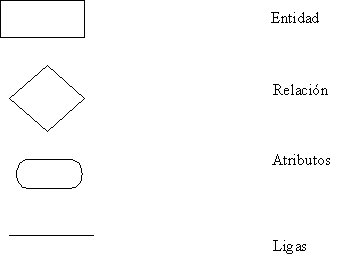 Entidad
Relación
Atributos
Ligas